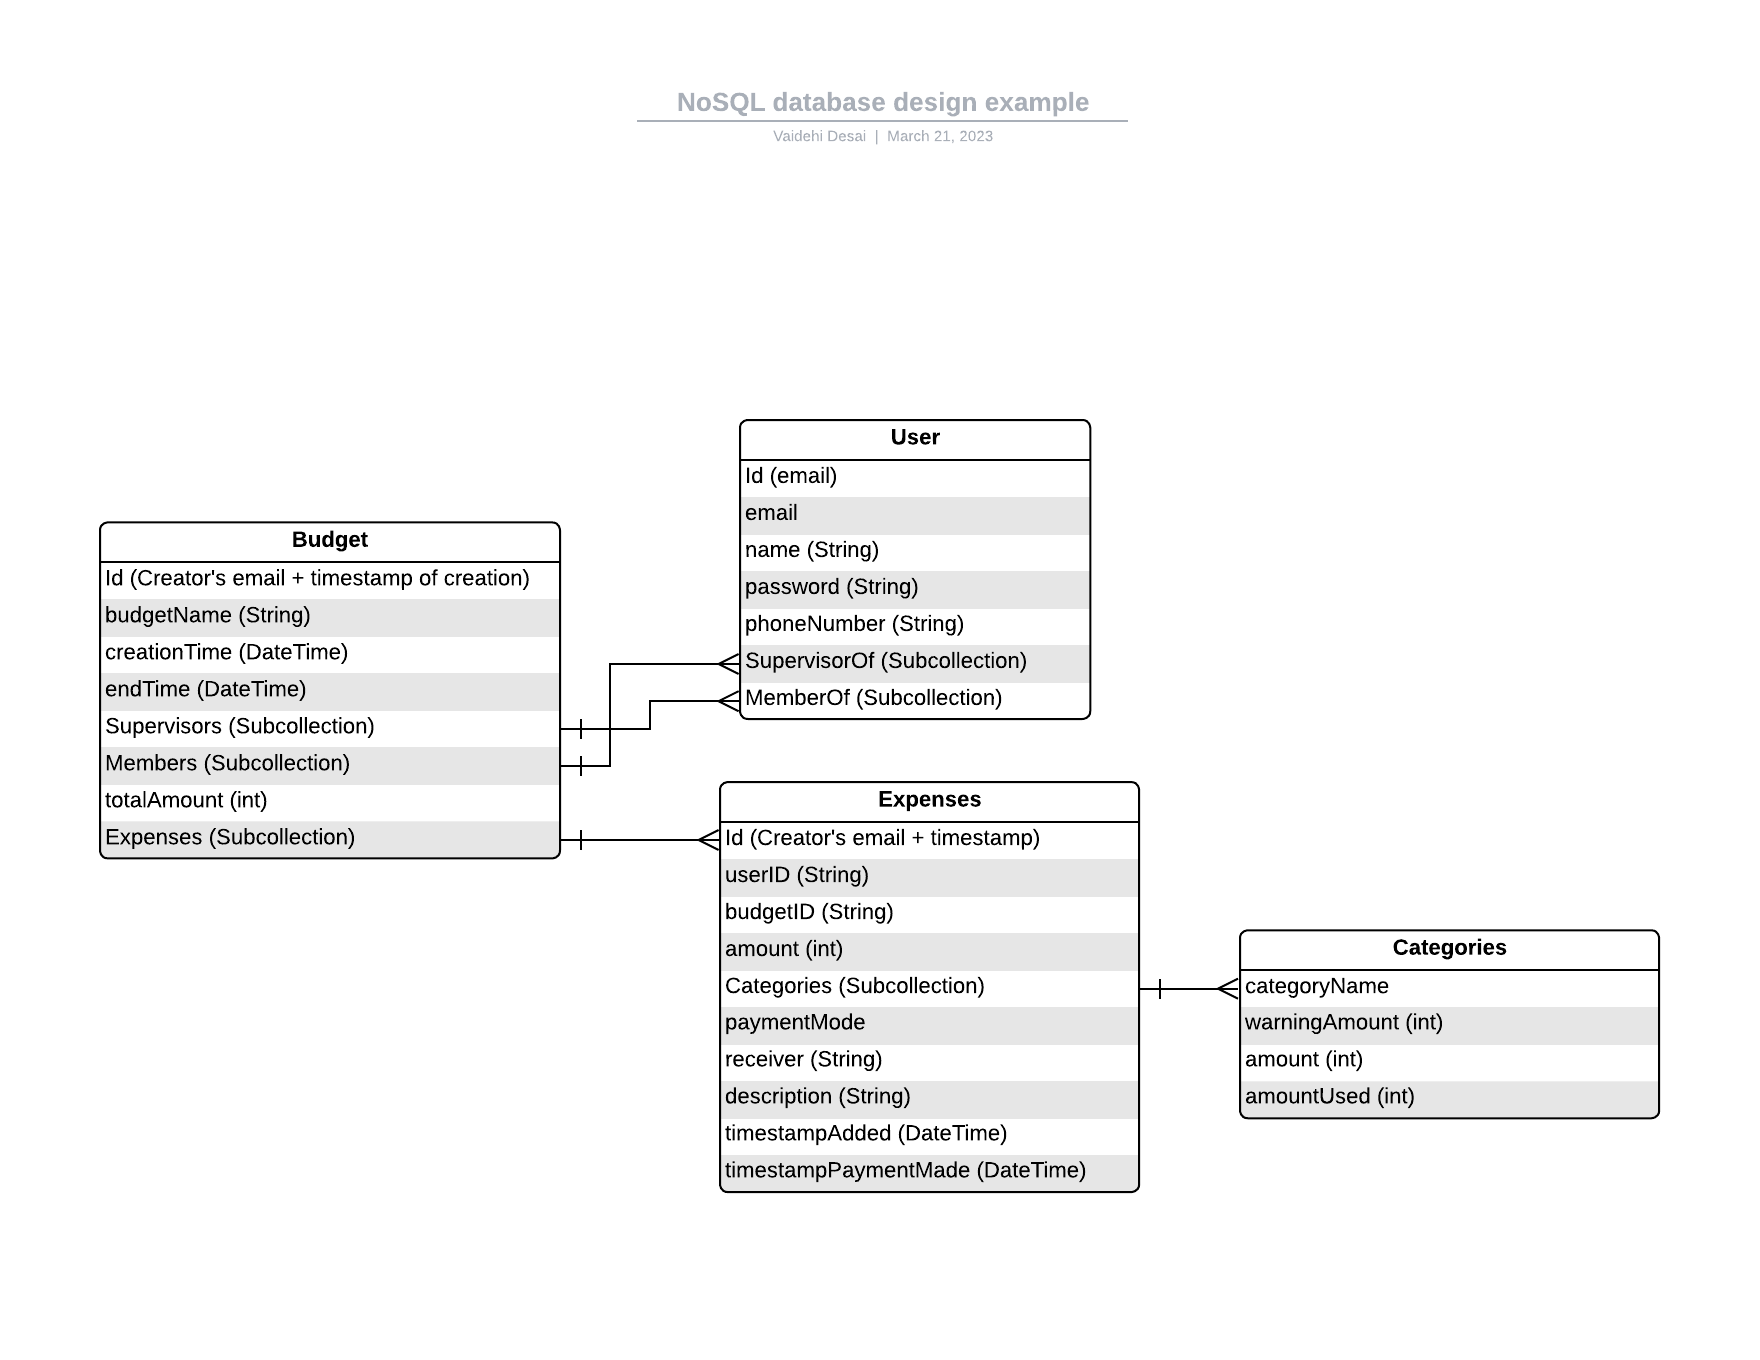 NoSQL database design example
Vaidehi Desai | March 21, 2023
User
Id (email)
email
name (String)
password (String)
phoneNumber (String)
SupervisorOf (Subcollection)
MemberOf (Subcollection)
Budget
Id (Creator's email + timestamp of creation)
budgetName (String)
creationTime (DateTime)
endTime (DateTime)
Supervisors (Subcollection)
Members (Subcollection)
totalAmount (int)
Expenses (Subcollection)
Expenses
Id (Creator's email + timestamp)
userID (String)
budgetID (String)
amount (int)
Categories (Subcollection)
paymentMode
receiver (String)
description (String)
timestampAdded (DateTime)
timestampPaymentMade (DateTime)
Categories
categoryName
warningAmount (int)
amount (int)
amountUsed (int)